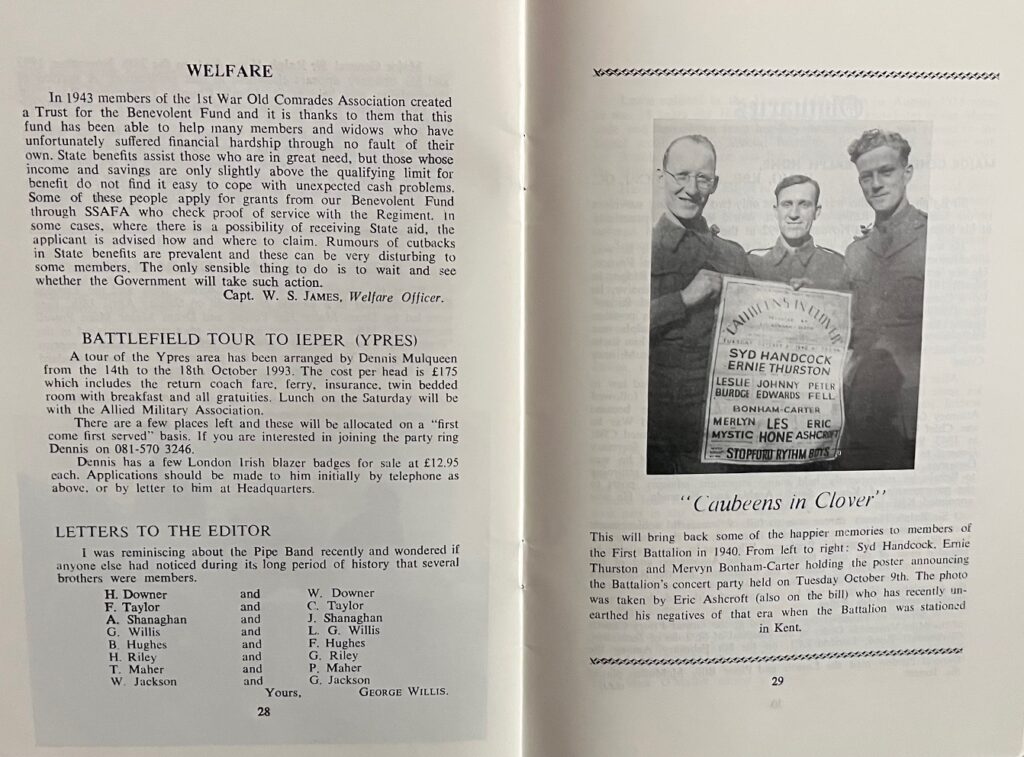 WELFARE
In 1943 members of the 1st War Old Comrades Association created
a Trust for the Benevolent Fund and it is thanks to them that this
fund has been able to help many members and widows who have
unfortunately suffered financial hardship through no fault of their
own. State benefits assist those who are in great need, but those whose
income and savings are only slightly above the qualifying limit for
benefit do not find it easy to cope with unexpected cash problems.
Some of these people apply for grants from our Benevolent Fund
through SSAFA who check proof of service with the Regiment. In
some cases, where there is a possibility of receiving State aid, the
applicant is advised how and where to claim. Rumours of cutbacks
in State benefits are prevalent and these can be very disturbing to
some members. The only sensible thing to do is to wait and see
whether the Government will take such action.
Capt. W. S. JAMES, Welfare Officer.
BATTLEFIELD TOUR TO IEPER (YPRES)
A tour of the Ypres area has been arranged by Dennis Mulqueen
from the 14th to the 18th October 1993. The cost per head is £175
which includes the return coach fare, ferry, insurance, twin bedded
room with breakfast and all gratuities. Lunch on the Saturday will be
with the Allied Military Association.
There are a few places left and these will be allocated on a "first
come first served" basis. If you are interested in joining the party ring
Dennis on 081-570 3246.
Dennis has a few London Irish blazer badges for sale at £12.95
each. Applications should be made to him initially by telephone as
above, or by letter to him at Headquarters.
LETTERS TO THE EDITOR
I was reminiscing about the Pipe Band recently and wondered if
anyone else had noticed during its long period of history that several
brothers were members.
H. Downer and W. Downer
F. Taylor and C. Taylor
A. Shanaghan and J. Shanaghan
G. Willis and L. G. Willis
B. Hughes and F. Hughes
H. Riley and G. Riley
T. Maher and P. Maher
W. Jackson and G. Jackson
Yours, GEORGE WILLIS.
28
CAUBEENS IN CLOVER
SYD HANDCOCK
ERNIE THURSTON
LESLIE JOHNNY PETER
BURDGE EDWARDS FELL
BONHAM-CARTER
MERLYN LES ERIC
MYSTIC HONE ASHCROFT
STOPFORD RYTHM BOYS
"Caubeens in Clover"
This will bring back some of the happier memories to members of
the First Battalion in 1940. From left to right: Syd Handcock, Ernie
Thurston and Mervyn Bonham-Carter holding the poster announcing
the Battalion's concert party held on Tuesday October 9th. The photo
was taken by Eric Ashcroft (also on the bill) who has recently un-
earthed his negatives of that era when the Battalion was stationed
in Kent.
29